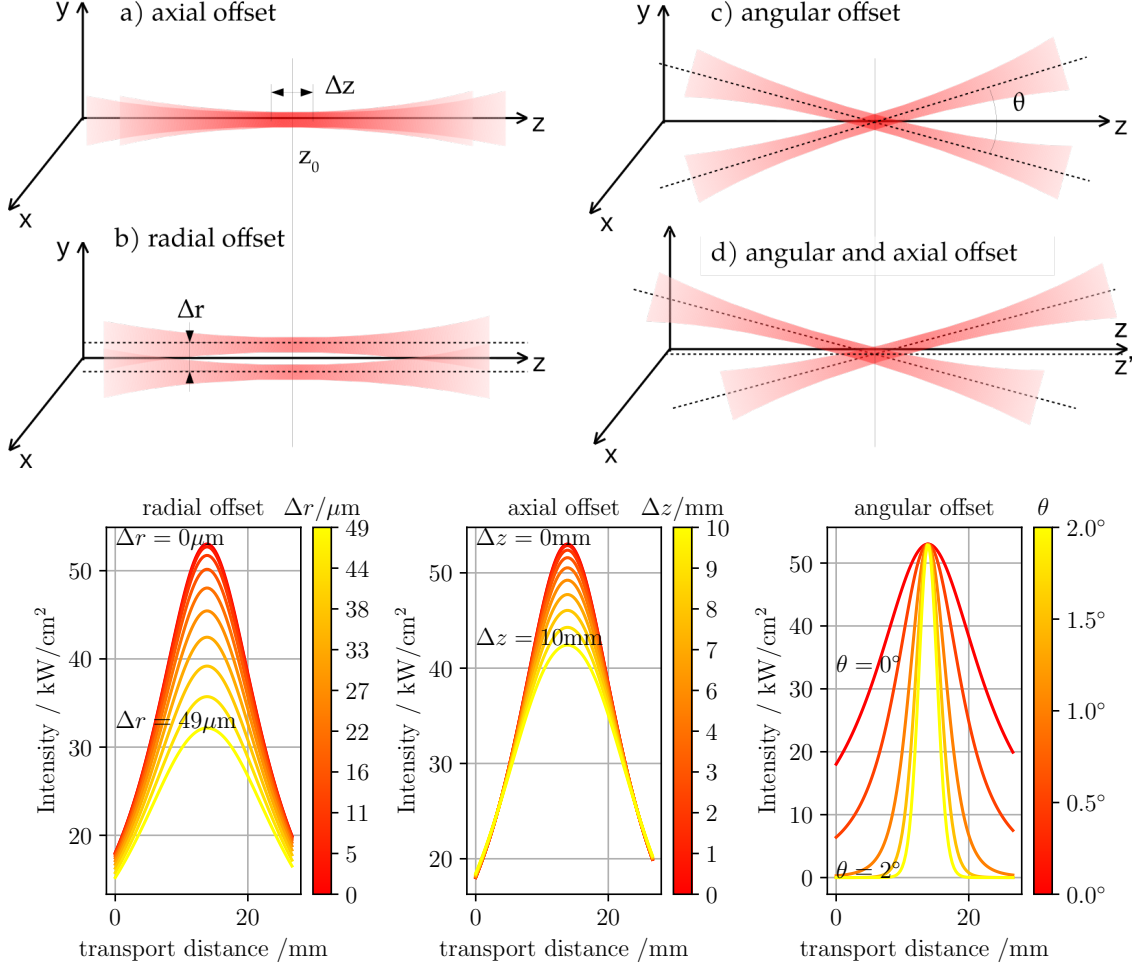 a) axial offset
y
Δz
z
z₀
x
b) radial offset
y
Δr
z
x
c) angular offset
y
θ
z
x
d) angular and axial offset
z
z'
x
radial offset
Δr/μm
Δr = 0μm
Δr = 49μm
50
40
30
20
0
20
Intensity / kW/cm²
transport distance /mm
49
44
38
33
27
22
17
11
5
0
axial offset
Δz/mm
Δz = 0mm
Δz = 10mm
50
40
30
20
0
20
Intensity / kW/cm²
transport distance /mm
10
9
8
7
6
5
4
3
2
1
0
angular offset
θ
θ = 0°
θ = 2°
50
40
30
20
10
0
0
20
Intensity / kW/cm²
transport distance /mm
2.0°
1.5°
1.0°
0.5°
0.0°